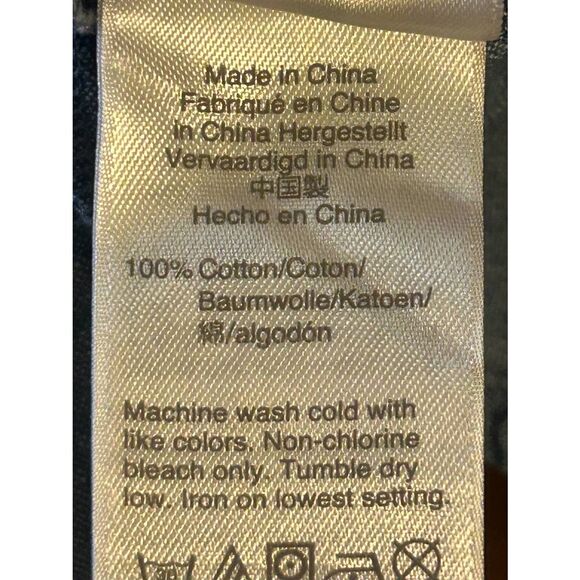 Made in China
Fabriqué en Chine
in China Hergestellt
Vervaardigd in China
中国製
Hecho en China
100% Cotton/Coton/
Baumwolle/Katoen/
綿/algodón
Machine wash cold with
like colors. Non-chlorine
bleach only. Tumble dry
low. Iron on lowest setting.
30